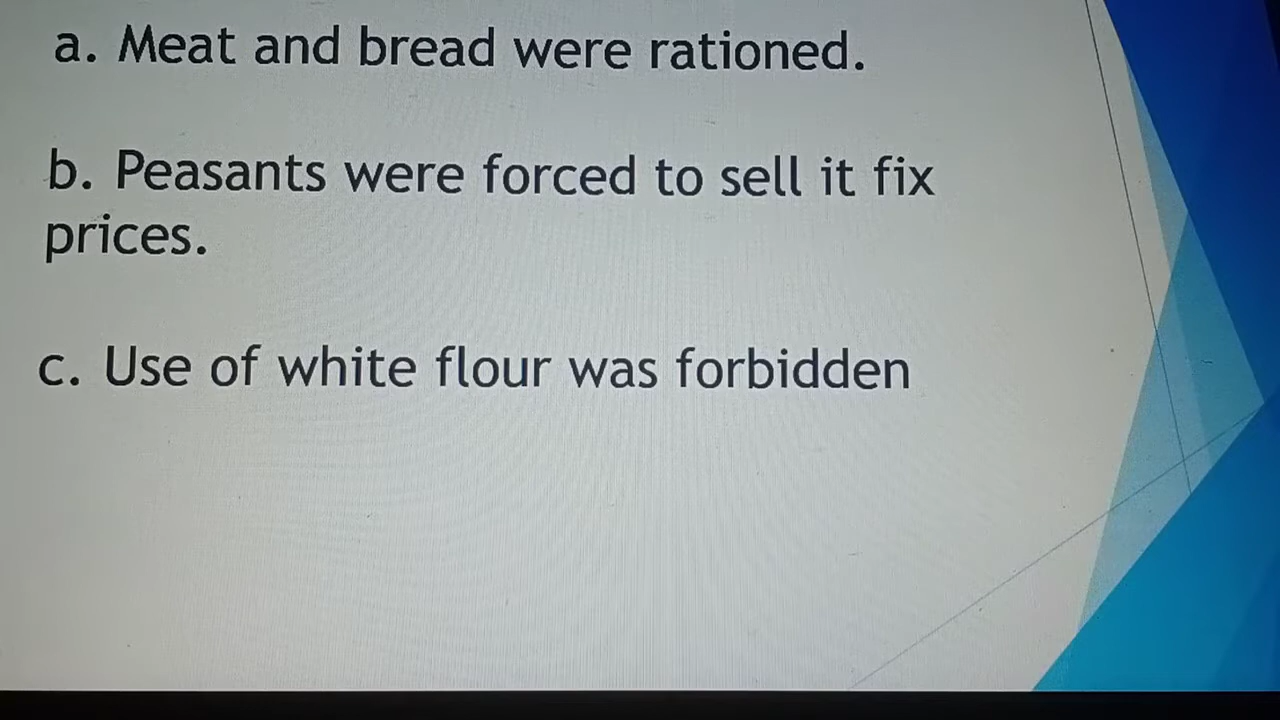 a. Meat and bread were rationed.
b. Peasants were forced to sell it fix
prices.
c. Use of white flour was forbidden